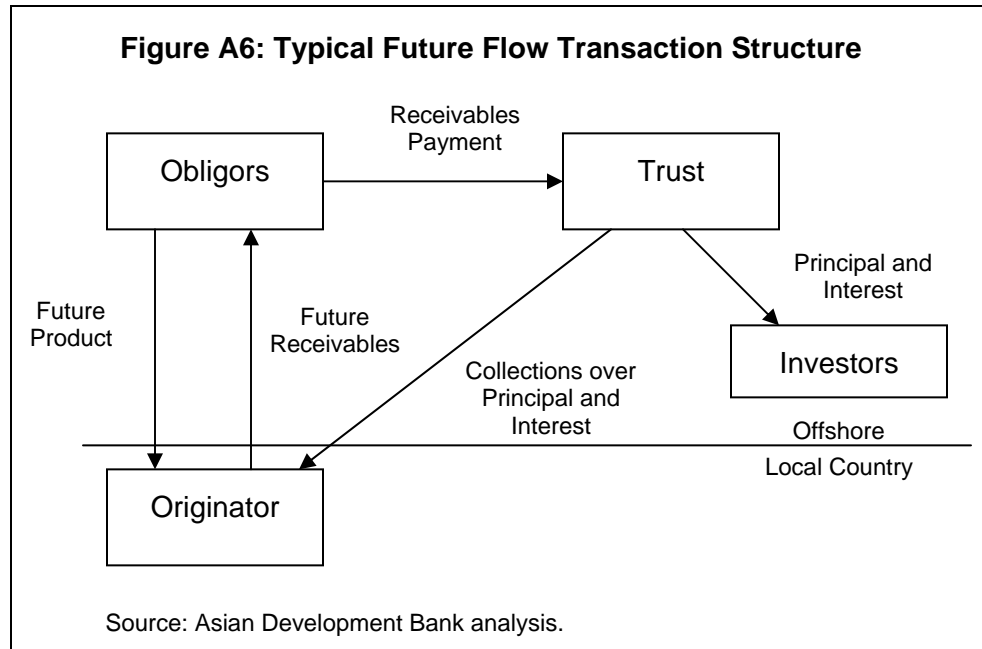 Figure A6: Typical Future Flow Transaction Structure
Receivables
Payment
Obligors
Trust
Future
Product
Future
Receivables
Principal and
Interest
Collections over
Principal and
Interest
Investors
Offshore
Local Country
Originator
Source: Asian Development Bank analysis.